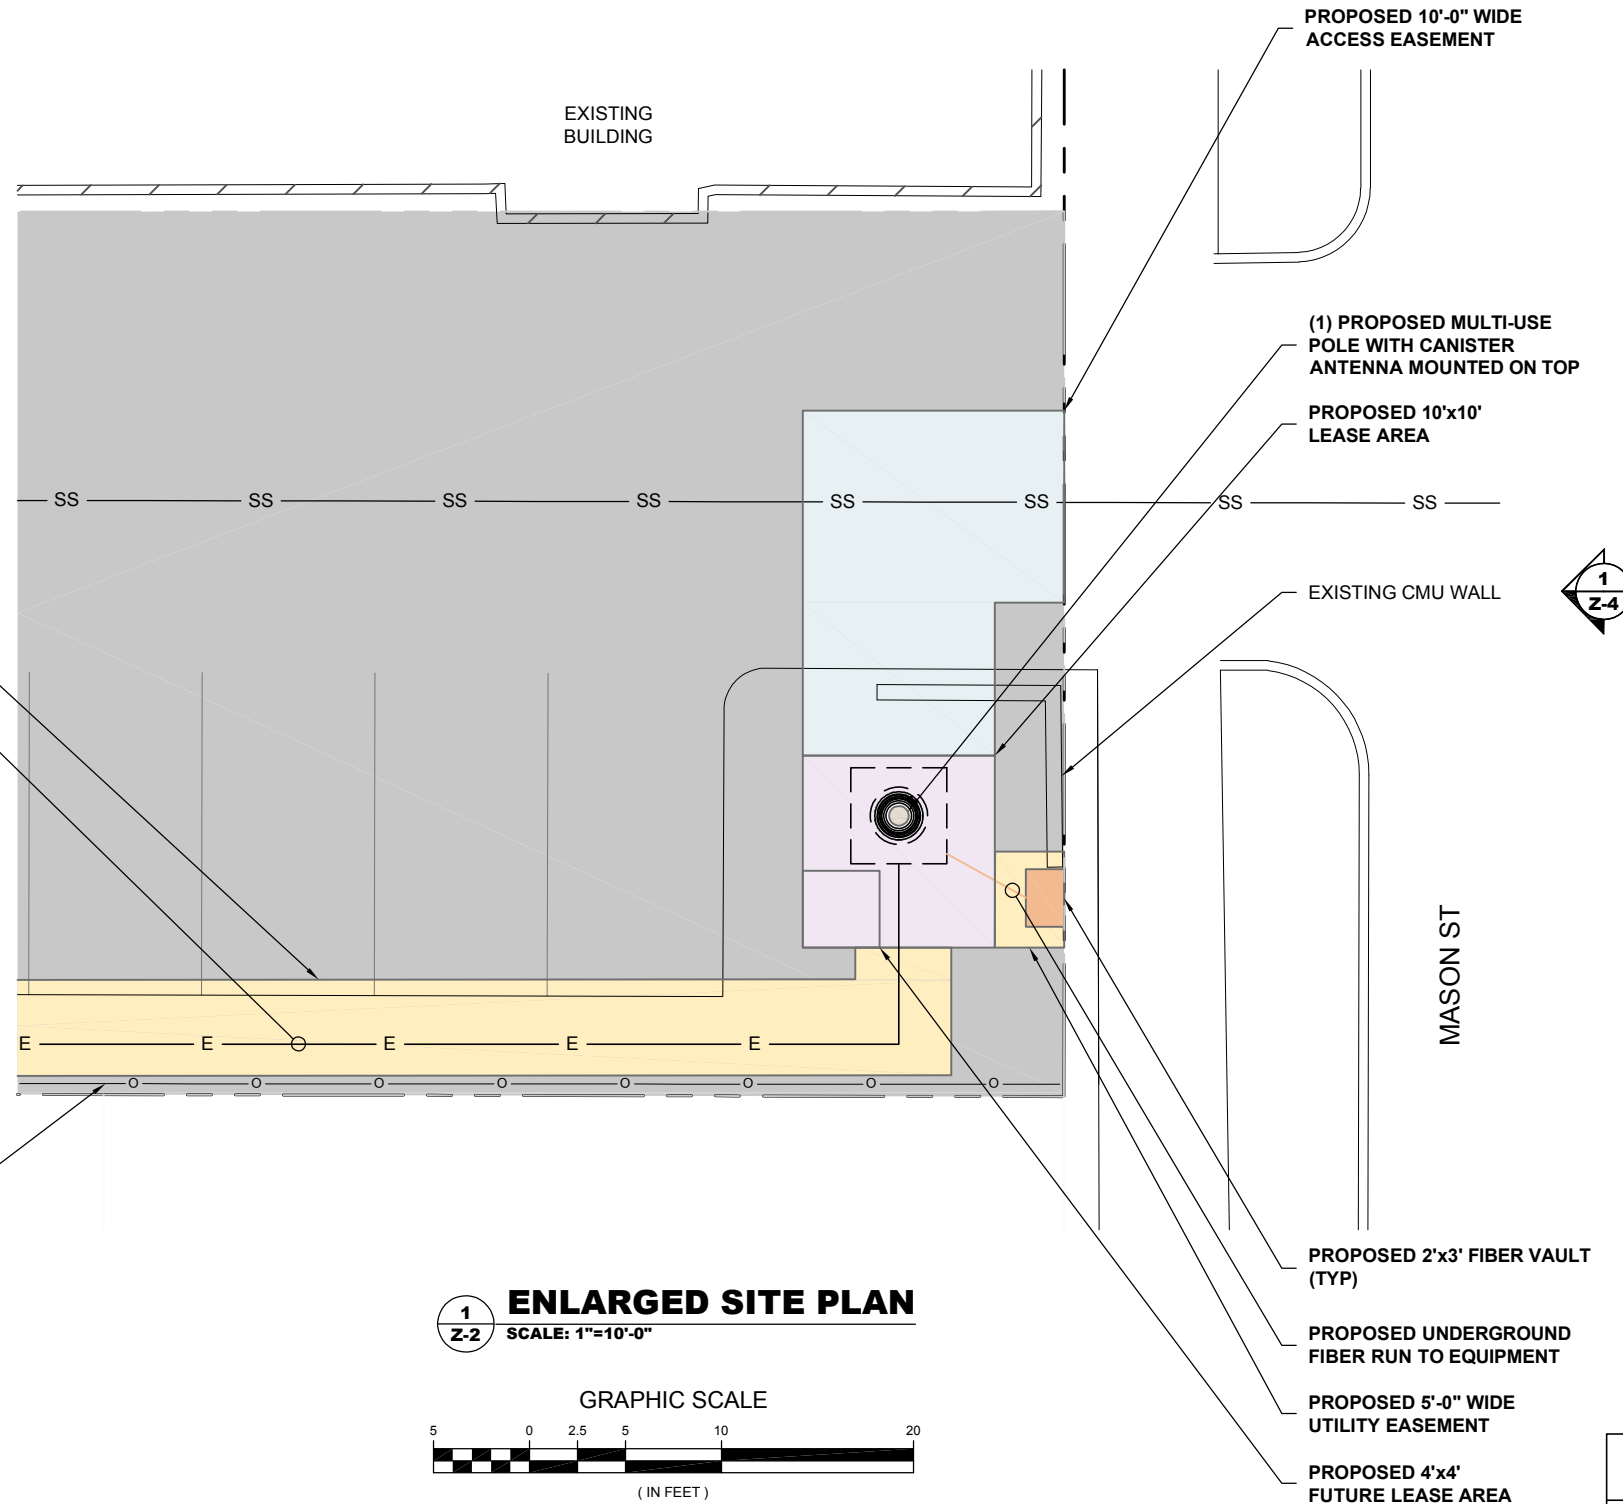 PROPOSED 10'-0" WIDE
ACCESS EASEMENT
EXISTING
BUILDING
(1) PROPOSED MULTI-USE
POLE WITH CANISTER
ANTENNA MOUNTED ON TOP
PROPOSED 10'x10'
LEASE AREA
SS SS SS SS SS SS SS SS
EXISTING CMU WALL
1
Z-4
MASON ST
E E E E E
O O O O O O O O
PROPOSED 2'x3' FIBER VAULT
(TYP)
PROPOSED UNDERGROUND
FIBER RUN TO EQUIPMENT
PROPOSED 5'-0" WIDE
UTILITY EASEMENT
PROPOSED 4'x4'
FUTURE LEASE AREA
1
Z-2
ENLARGED SITE PLAN
SCALE: 1"=10'-0"
GRAPHIC SCALE
5 0 2.5 5 10 20
( IN FEET )